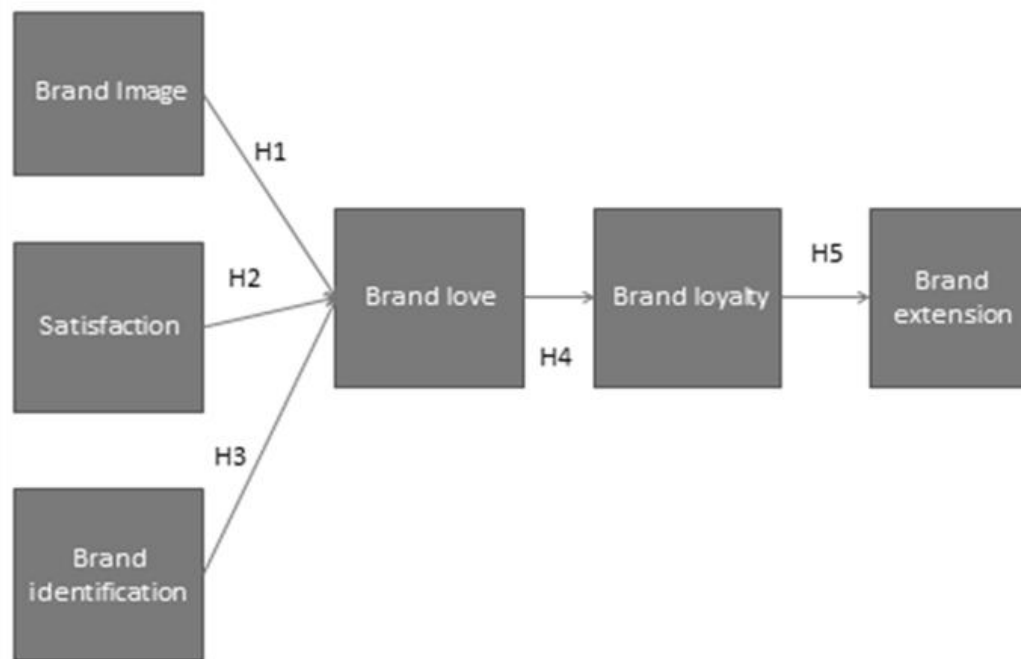 Brand Image
H1
Satisfaction
H2
Brand
identification
H3
Brand love
H4
Brand loyalty
H5
Brand
extension